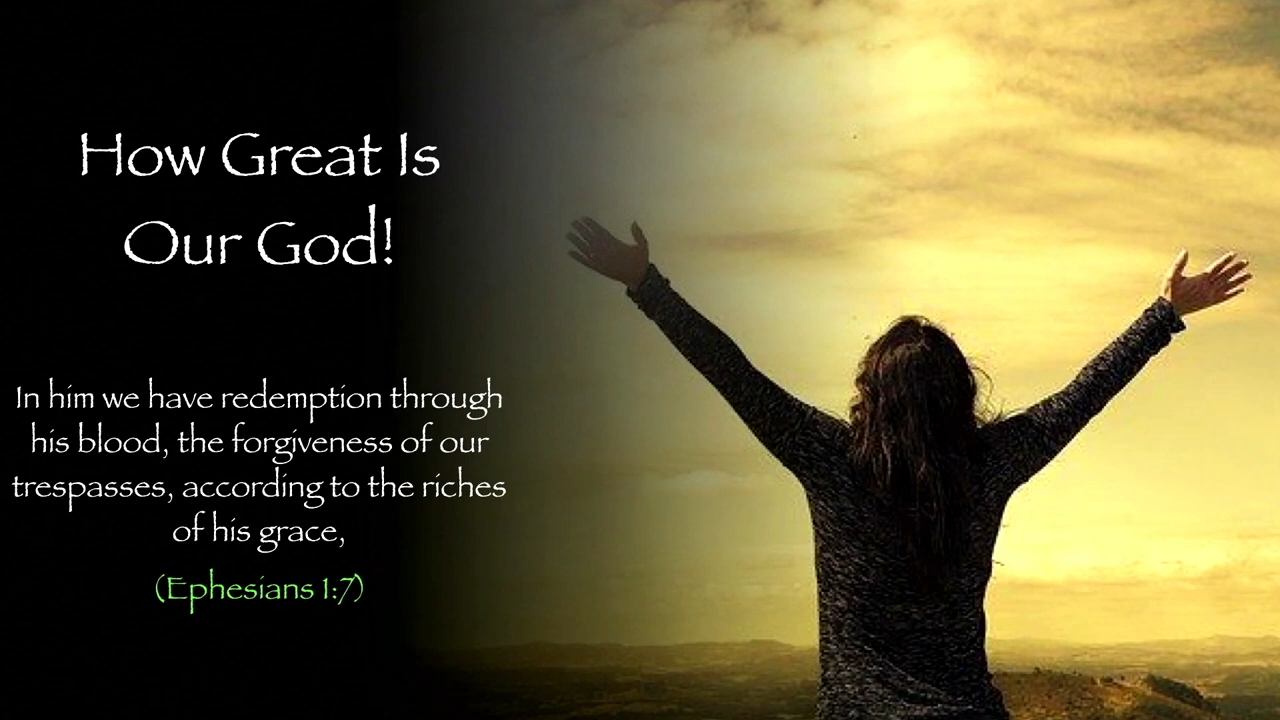 How Great Is
Our God!
In him we have redemption through
his blood, the forgiveness of our
trespasses, according to the riches
of his grace,
(Ephesians 1:7)